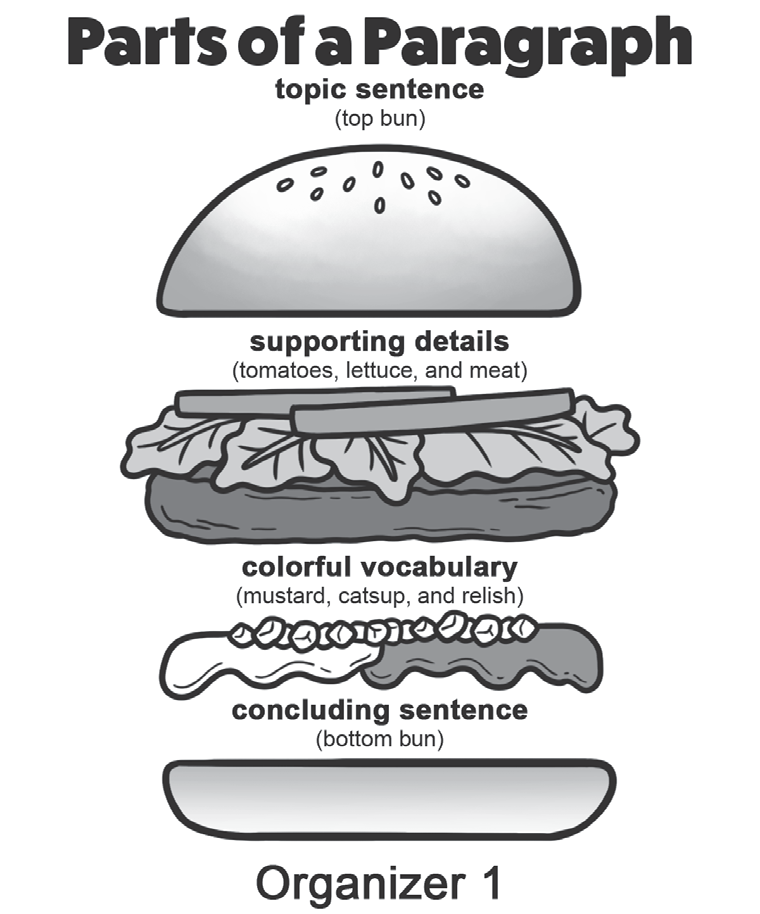 Parts of a Paragraph
topic sentence
(top bun)
supporting details
(tomatoes, lettuce, and meat)
colorful vocabulary
(mustard, catsup, and relish)
concluding sentence
(bottom bun)
Organizer 1